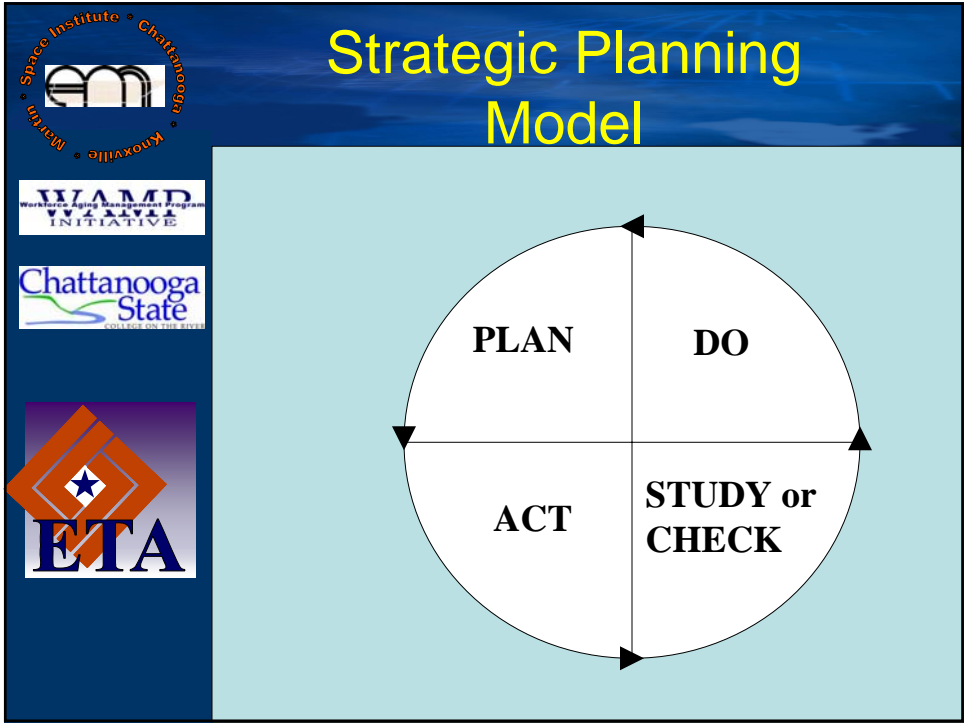 Strategic Planning
Model
Space Institute * Chattanooga * Knoxville * Martin *
em
WAMP
Workforce Aging Management Program
INITIATIVE
Chattanooga
State
COLLEGE ON THE RIVER
ETA
PLAN
DO
ACT
STUDY or
CHECK